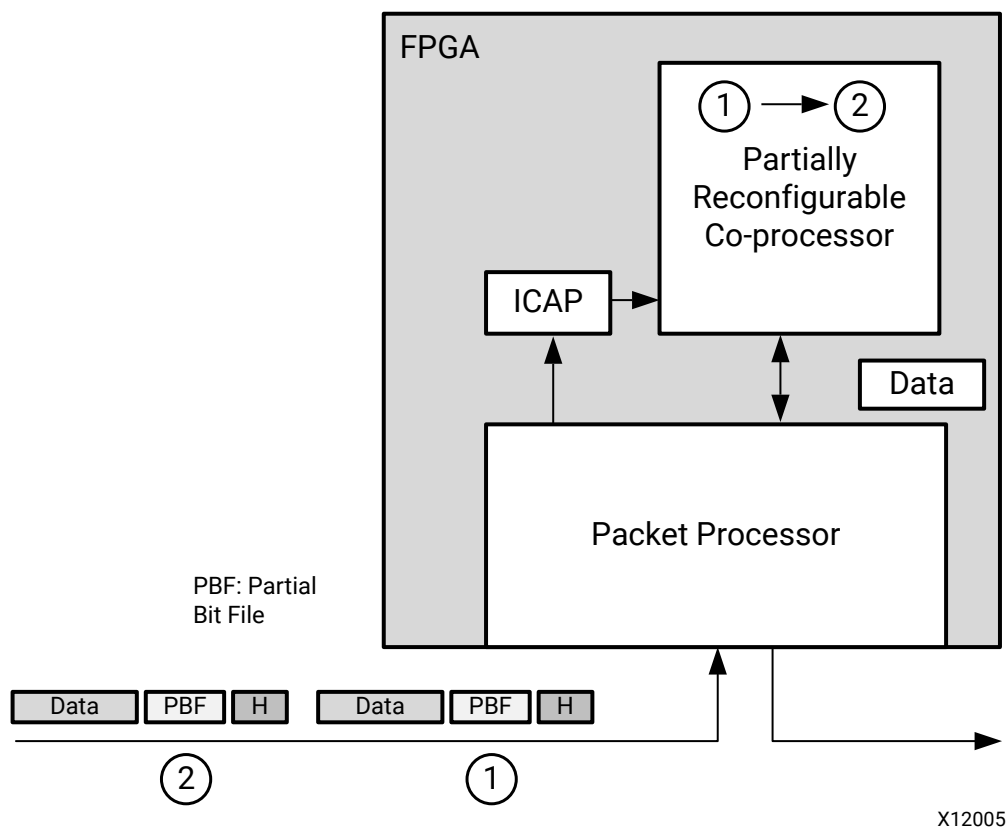 FPGA
1
2
Partially
Reconfigurable
Co-processor
ICAP
Data
Packet Processor
PBF: Partial
Bit File
Data PBF H Data PBF H
2 1
X12005